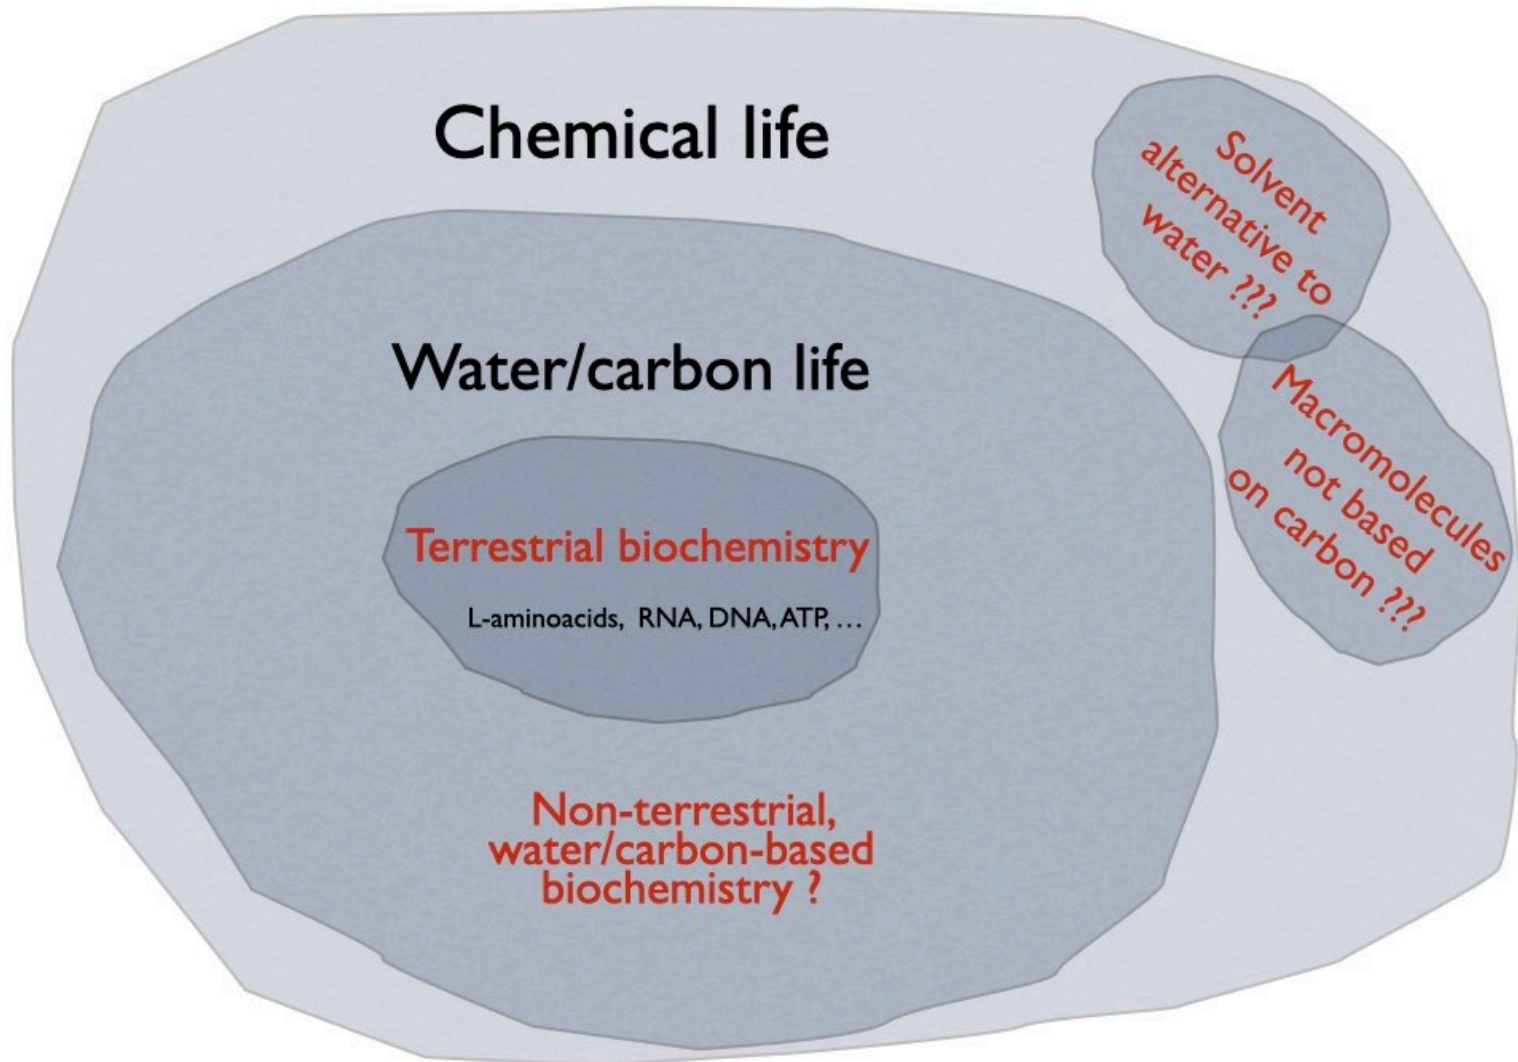 Chemical life
Solvent
alternative to
water ???
Water/carbon life
Macromolecules
not based
on carbon ???
Terrestrial biochemistry
L-aminoacids, RNA, DNA, ATP, …
Non-terrestrial,
water/carbon-based
biochemistry ?